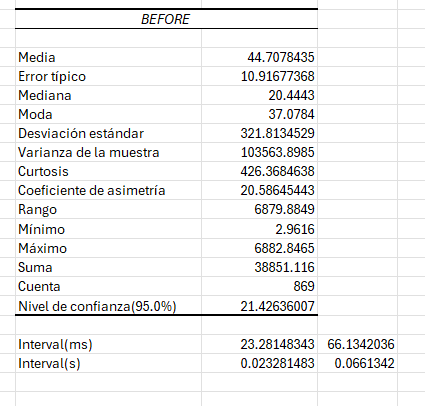 BEFORE
Media 44.7078435
Error típico 10.91677368
Mediana 20.4443
Moda 37.0784
Desviación estándar 321.8134529
Varianza de la muestra 103563.8985
Curtosis 426.3684638
Coeficiente de asimetría 20.58645443
Rango 6879.8849
Mínimo 2.9616
Máximo 6882.8465
Suma 38851.116
Cuenta 869
Nivel de confianza(95.0%) 21.42636007
Interval(ms) 23.28148343 66.1342036
Interval(s) 0.023281483 0.0661342